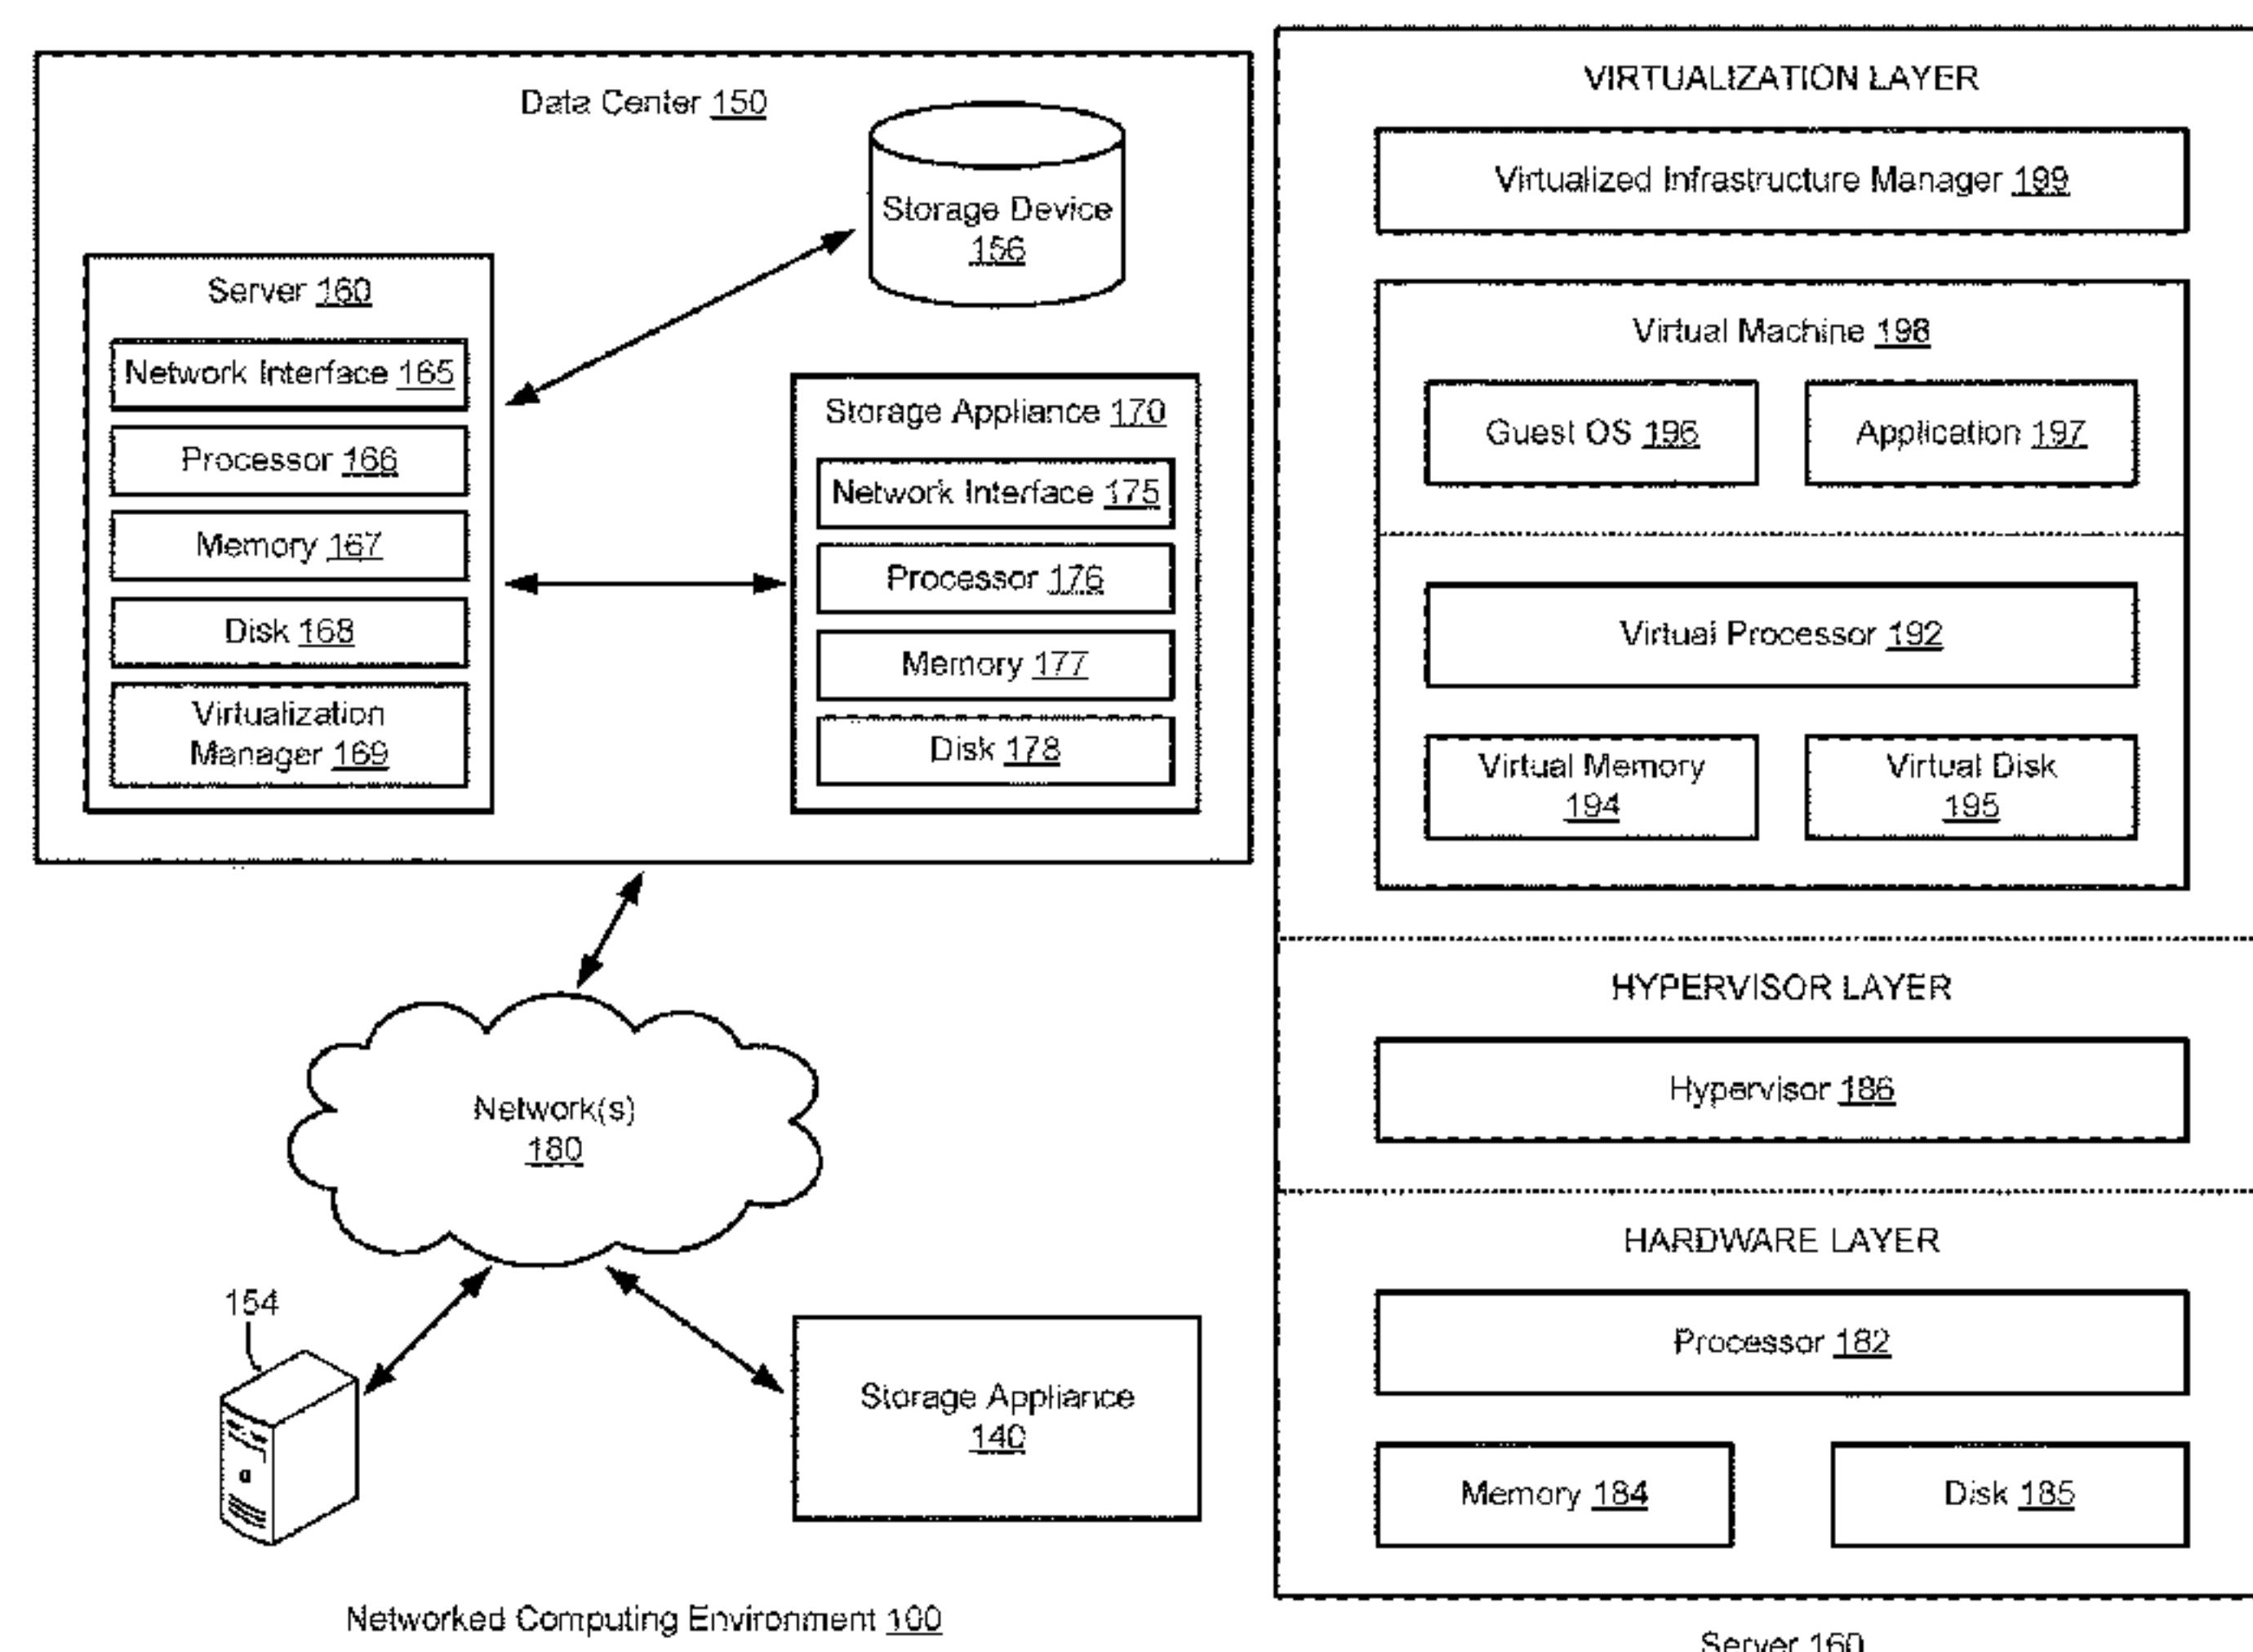 Data Center 150
Storage Device
156
Server 160
Network Interface 165
Processor 166
Memory 167
Disk 168
Virtualization
Manager 169
Storage Appliance 170
Network Interface 175
Processor 176
Memory 177
Disk 178
Network(s)
180
154
Storage Appliance
140
Networked Computing Environment 100
VIRTUALIZATION LAYER
Virtualized Infrastructure Manager 199
Virtual Machine 198
Guest OS 196
Application 197
Virtual Processor 192
Virtual Memory
194
Virtual Disk
195
HYPERVISOR LAYER
Hypervisor 186
HARDWARE LAYER
Processor 182
Memory 184
Disk 185
Server 160